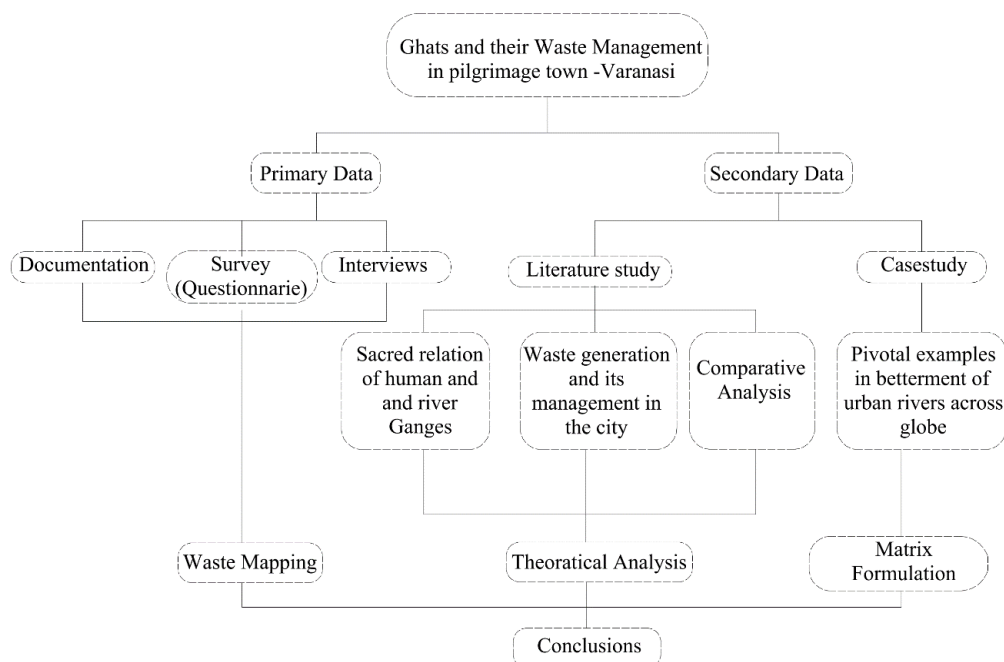 Ghats and their Waste Management
in pilgrimage town -Varanasi
Primary Data
Secondary Data
Documentation
Survey
(Questionnarie)
Interviews
Literature study
Casestudy
Sacred relation
of human and
and river
Ganges
Waste generation
and its
management in
the city
Comparative
Analysis
Pivotal examples
in betterment of
urban rivers across
globe
Waste Mapping
Theoratical Analysis
Matrix
Formulation
Conclusions